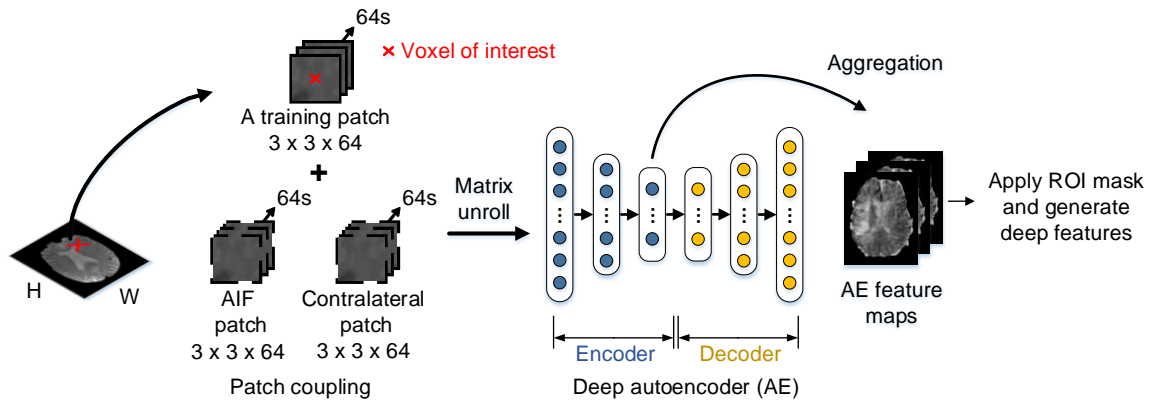 64s
× Voxel of interest
A training patch
3 x 3 x 64
+
64s
64s
AIF
patch
3 x 3 x 64
Contralateral
patch
3 x 3 x 64
Patch coupling
H
W
Matrix
unroll
Encoder
Decoder
Deep autoencoder (AE)
Aggregation
AE feature
maps
Apply ROI mask
and generate
deep features